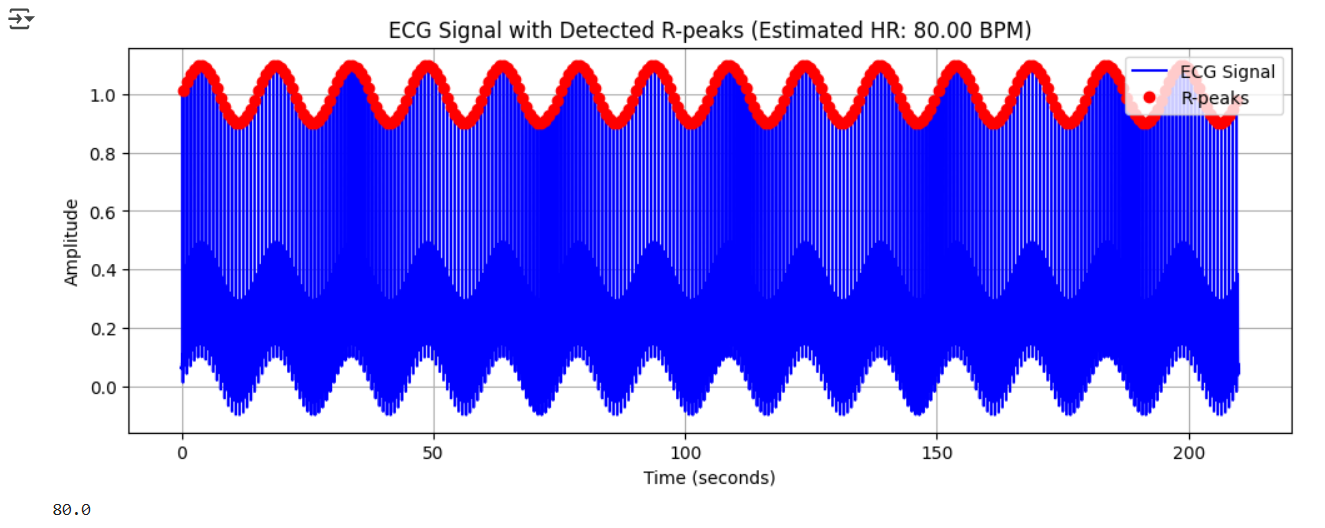 ECG Signal with Detected R-peaks (Estimated HR: 80.00 BPM)
ECG Signal
R-peaks
1.0
0.8
0.6
0.4
0.2
0.0
Amplitude
0 50 100 150 200
Time (seconds)
80.0